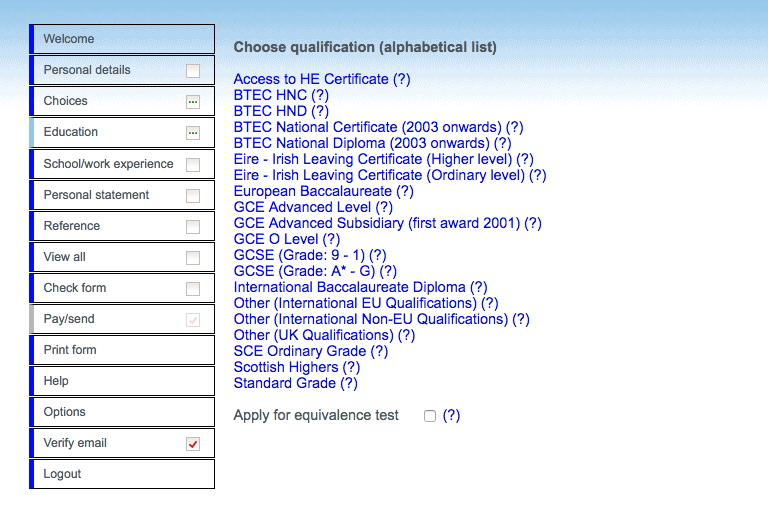 Welcome
Personal details
Choices
Education
School/work experience
Personal statement
Reference
View all
Check form
Pay/send
Print form
Help
Options
Verify email
Logout
Choose qualification (alphabetical list)
Access to HE Certificate (?)
BTEC HNC (?)
BTEC HND (?)
BTEC National Certificate (2003 onwards) (?)
BTEC National Diploma (2003 onwards) (?)
Eire - Irish Leaving Certificate (Higher level) (?)
Eire - Irish Leaving Certificate (Ordinary level) (?)
European Baccalaureate (?)
GCE Advanced Level (?)
GCE Advanced Subsidiary (first award 2001) (?)
GCE O Level (?)
GCSE (Grade: 9 - 1) (?)
GCSE (Grade: A* - G) (?)
International Baccalaureate Diploma (?)
Other (International EU Qualifications) (?)
Other (International Non-EU Qualifications) (?)
Other (UK Qualifications) (?)
SCE Ordinary Grade (?)
Scottish Highers (?)
Standard Grade (?)
Apply for equivalence test (?)